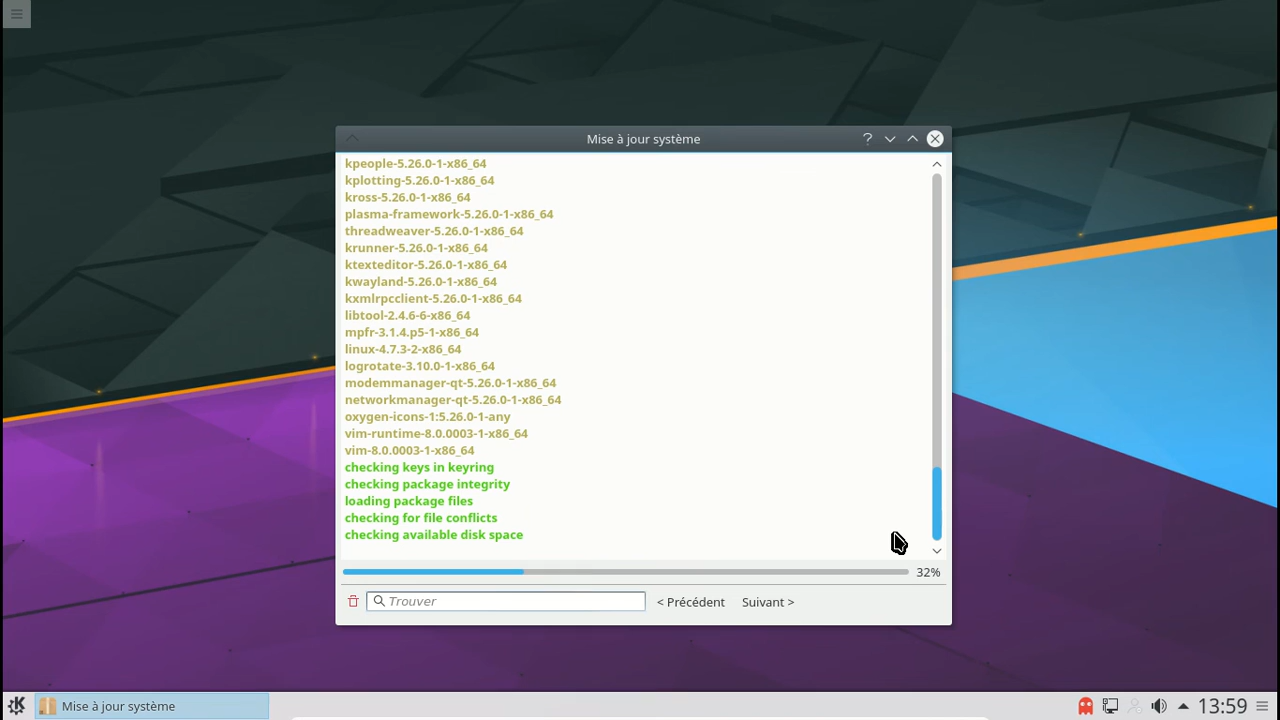 Mise à jour système
kpeople-5.26.0-1-x86_64
kplotting-5.26.0-1-x86_64
kross-5.26.0-1-x86_64
plasma-framework-5.26.0-1-x86_64
threadweaver-5.26.0-1-x86_64
krunner-5.26.0-1-x86_64
ktexteditor-5.26.0-1-x86_64
kwayland-5.26.0-1-x86_64
kxmlrpcclient-5.26.0-1-x86_64
libtool-2.4.6-6-x86_64
mpfr-3.1.4.p5-1-x86_64
linux-4.7.3-2-x86_64
logrotate-3.10.0-1-x86_64
modemmanager-qt-5.26.0-1-x86_64
networkmanager-qt-5.26.0-1-x86_64
oxygen-icons-1:5.26.0-1-any
vim-runtime-8.0.0003-1-x86_64
vim-8.0.0003-1-x86_64
checking keys in keyring
checking package integrity
loading package files
checking for file conflicts
checking available disk space
32%
Trouver
< Précédent Suivant >
Mise à jour système
13:59